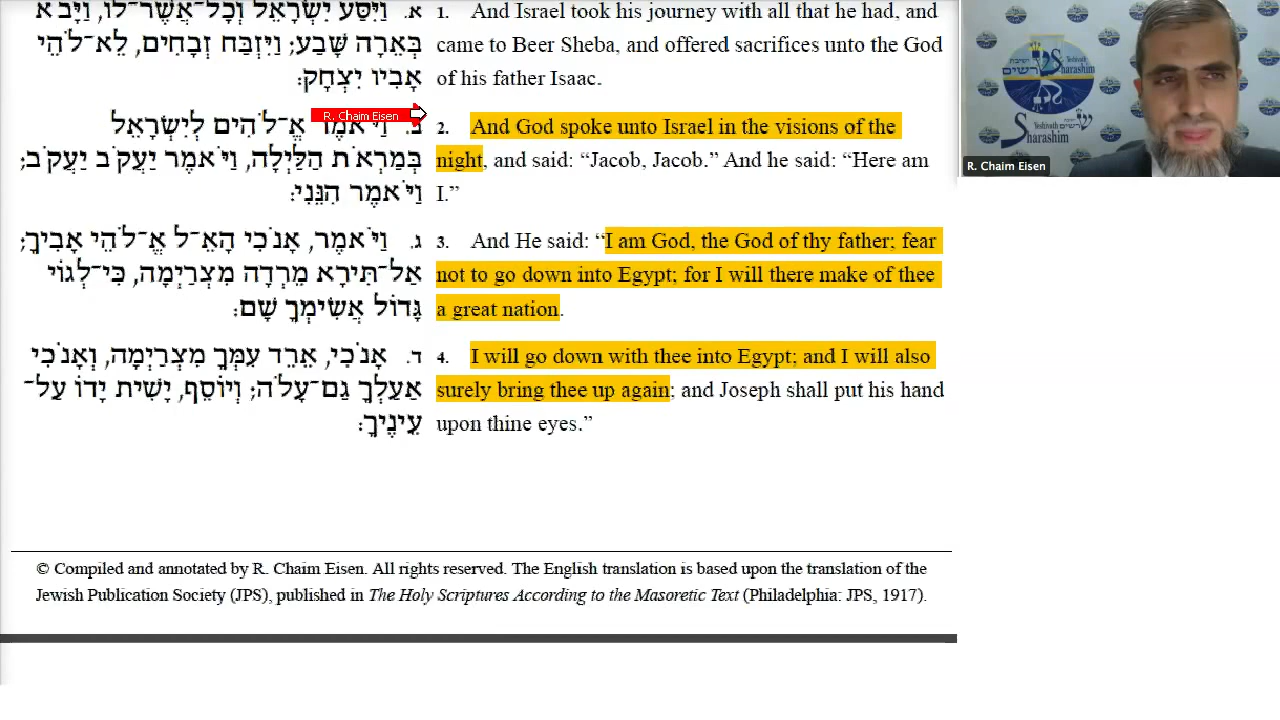 א. וַיִּסַּע יִשְׂרָאֵל וְכָל־אֲשֶׁר־לוֹ, וַיָּבֹא
בְּאֵרָה שָּׁבַע; וַיִּזְבַּח זְבָחִים, לֵא־לֹהֵי
אָבִיו יִצְחָק:
1. And Israel took his journey with all that he had, and
came to Beer Sheba, and offered sacrifices unto the God
of his father Isaac.
R. Chaim Eisen
ב. וַיֹּאמֶר אֱ־לֹהִים לְיִשְׂרָאֵל
בְּמַרְאֹת הַלַּיְלָה, וַיֹּאמֶר יַעֲקֹב יַעֲקֹב;
וַיֹּאמֶר הִנֵּנִי:
2. And God spoke unto Israel in the visions of the
night, and said: “Jacob, Jacob.” And he said: “Here am
I.”
ג. וַיֹּאמֶר, אָנֹכִי הָאֵ־ל אֱ־לֹהֵי אָבִיךָ;
אַל־תִּירָא מֵרְדָה מִצְרַיְמָה, כִּי־לְגוֹי
גָּדוֹל אֲשִׂימְךָ שָׁם:
3. And He said: “I am God, the God of thy father; fear
not to go down into Egypt; for I will there make of thee
a great nation.
ד. אָנֹכִי, אֵרֵד עִמְּךָ מִצְרַיְמָה, וְאָנֹכִי
אַעַלְךָ גַם־עָלֹה; וְיוֹסֵף, יָשִׁית יָדוֹ עַל־
עֵינֶיךָ:
4. I will go down with thee into Egypt; and I will also
surely bring thee up again; and Joseph shall put his hand
upon thine eyes.”
© Compiled and annotated by R. Chaim Eisen. All rights reserved. The English translation is based upon the translation of the
Jewish Publication Society (JPS), published in The Holy Scriptures According to the Masoretic Text (Philadelphia: JPS, 1917).
ישיבת
שרשים
Yeshivath
Sharashim
Yeshivath
Sharashim
R. Chaim Eisen